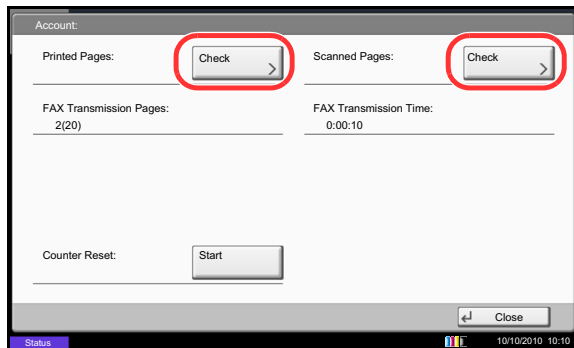 Account:
Printed Pages:
Check
Scanned Pages:
Check
FAX Transmission Pages:
2(20)
FAX Transmission Time:
0:00:10
Counter Reset:
Start
Close
Status
10/10/2010 10:10